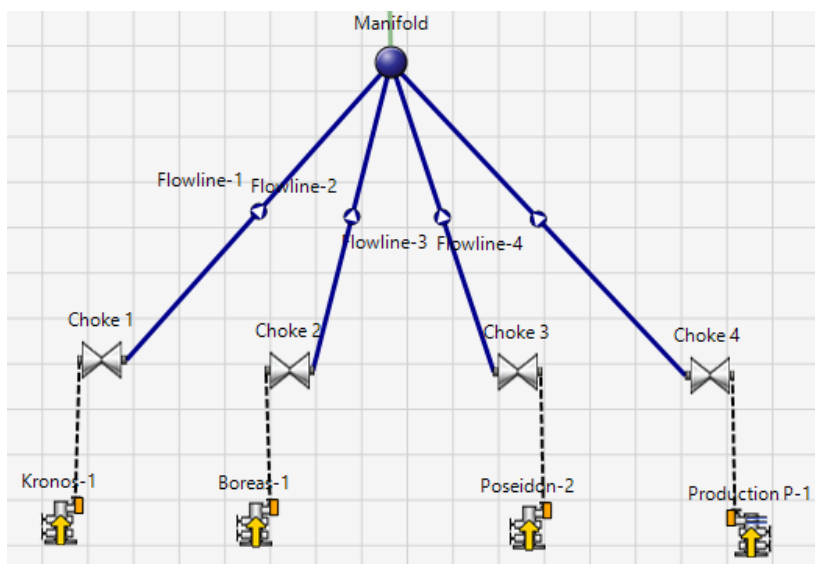 Manifold
Flowline-1
Flowline-2
Flowline-3
Flowline-4
Choke 1
Choke 2
Choke 3
Choke 4
Kronos-1
Boreas-1
Poseidon-2
Production P-1